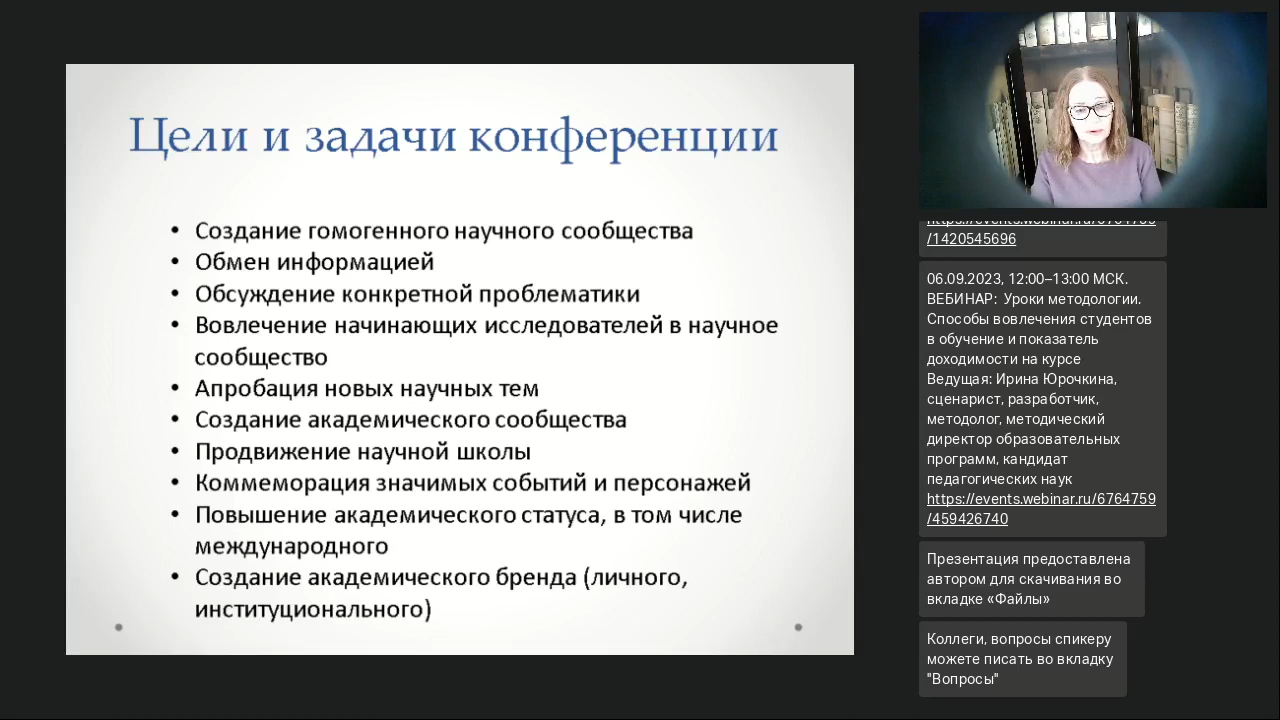 Цели и задачи конференции
• Создание гомогенного научного сообщества
• Обмен информацией
• Обсуждение конкретной проблематики
• Вовлечение начинающих исследователей в научное
сообщество
• Апробация новых научных тем
• Создание академического сообщества
• Продвижение научной школы
• Коммеморация значимых событий и персонажей
• Повышение академического статуса, в том числе
международного
• Создание академического бренда (личного,
институционального)
/1420545696
06.09.2023, 12:00–13:00 МСК.
ВЕБИНАР: Уроки методологии.
Способы вовлечения студентов
в обучение и показатель
доходимости на курсе
Ведущая: Ирина Юрочкина,
сценарист, разработчик,
методолог, методический
директор образовательных
программ, кандидат
педагогических наук
https://events.webinar.ru/6764759
/459426740
Презентация предоставлена
автором для скачивания во
вкладке «Файлы»
Коллеги, вопросы спикеру
можете писать во вкладку
"Вопросы"